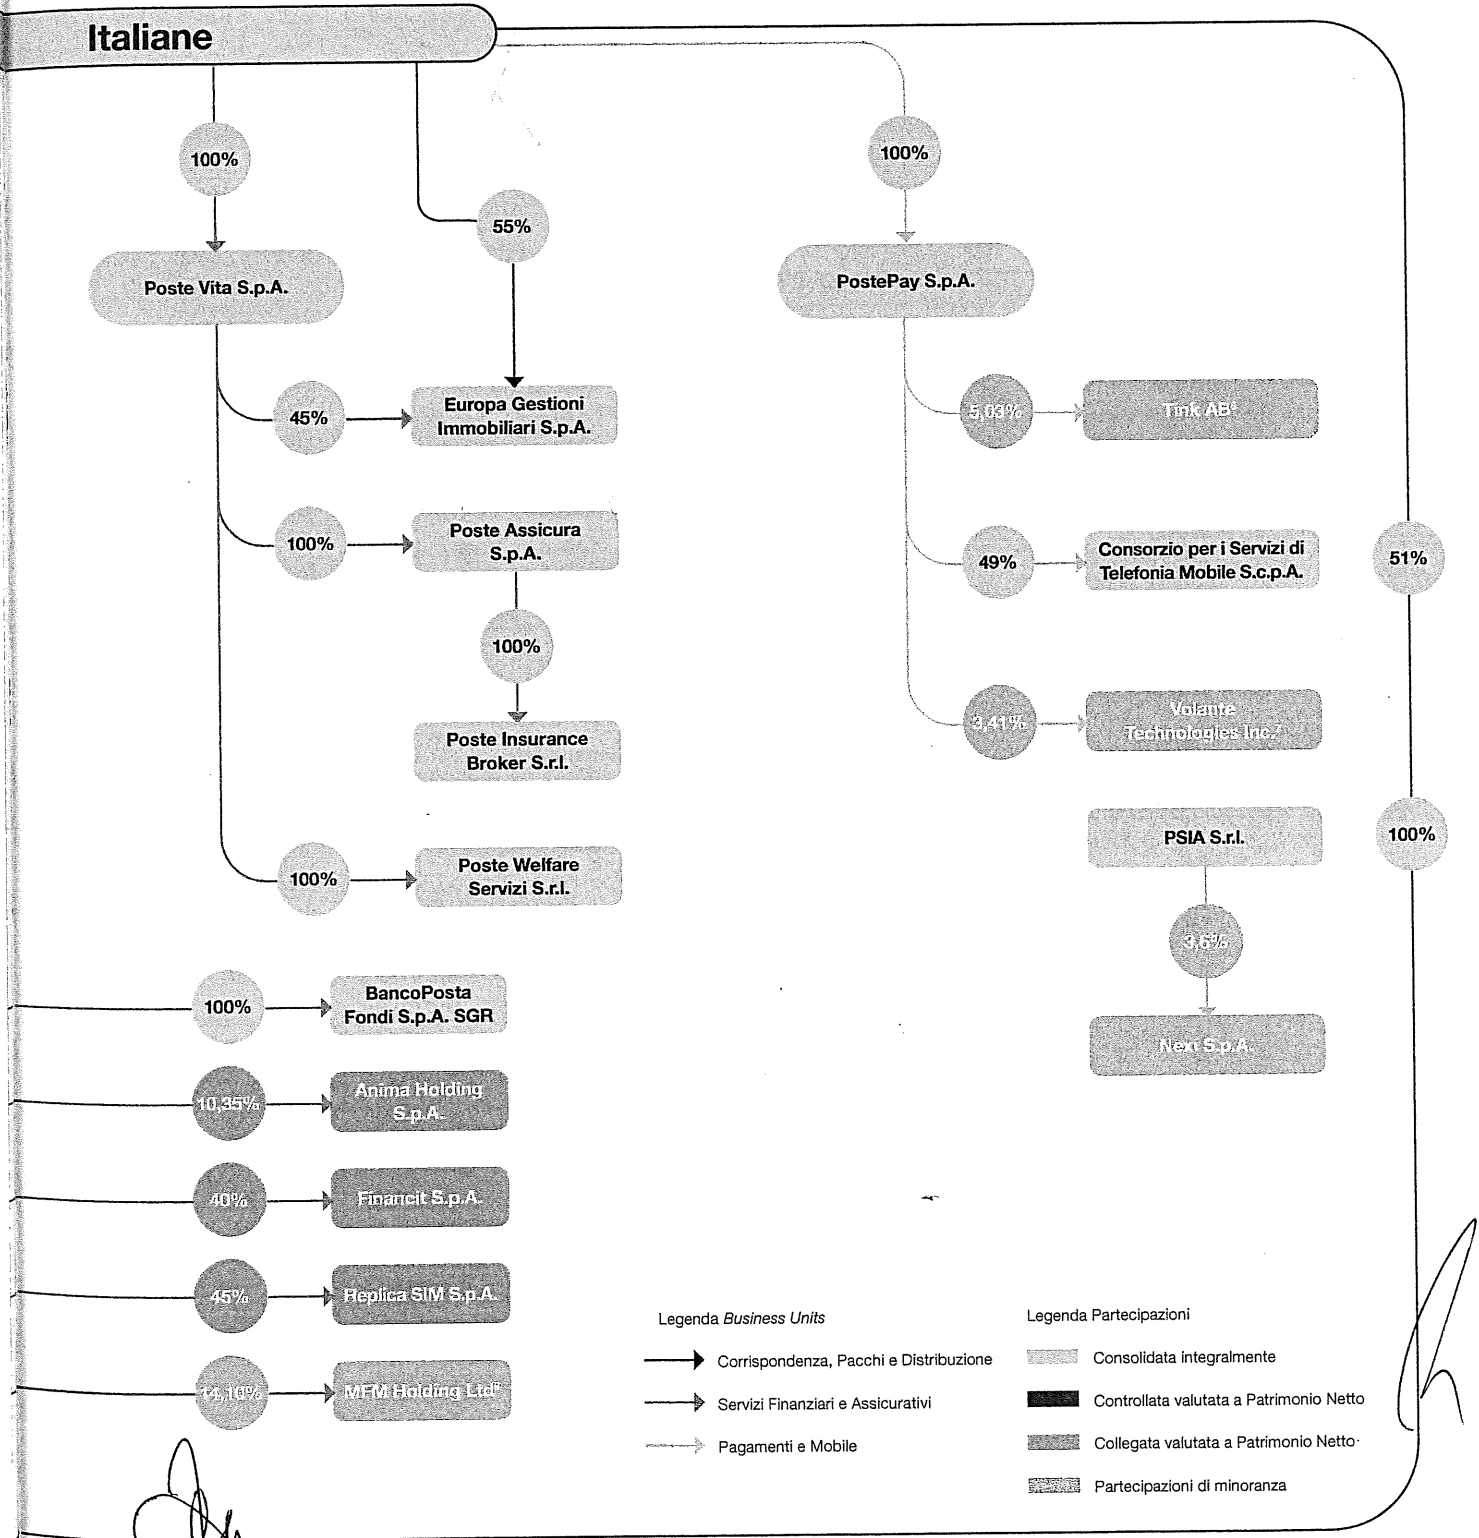 Italiane
100%
55%
100%
Poste Vita S.p.A.
PostePay S.p.A.
45%
Europa Gestioni
Immobiliari S.p.A.
5,03%
Tink AB⁶
100%
Poste Assicura
S.p.A.
49%
Consorzio per i Servizi di
Telefonia Mobile S.c.p.A.
51%
100%
Poste Insurance
Broker S.r.l.
3,41%
Volante
Technologies Inc.⁷
PSIA S.r.l.
100%
100%
Poste Welfare
Servizi S.r.l.
3,6%
Nexi S.p.A.
100%
BancoPosta
Fondi S.p.A. SGR
10,35%
Anima Holding
S.p.A.
40%
Financit S.p.A.
45%
Replica SIM S.p.A.
14,10%
MFM Holding Ltd
Legenda Business Units
Corrispondenza, Pacchi e Distribuzione
Servizi Finanziari e Assicurativi
Pagamenti e Mobile
Legenda Partecipazioni
Consolidata integralmente
Controllata valutata a Patrimonio Netto
Collegata valutata a Patrimonio Netto
Partecipazioni di minoranza